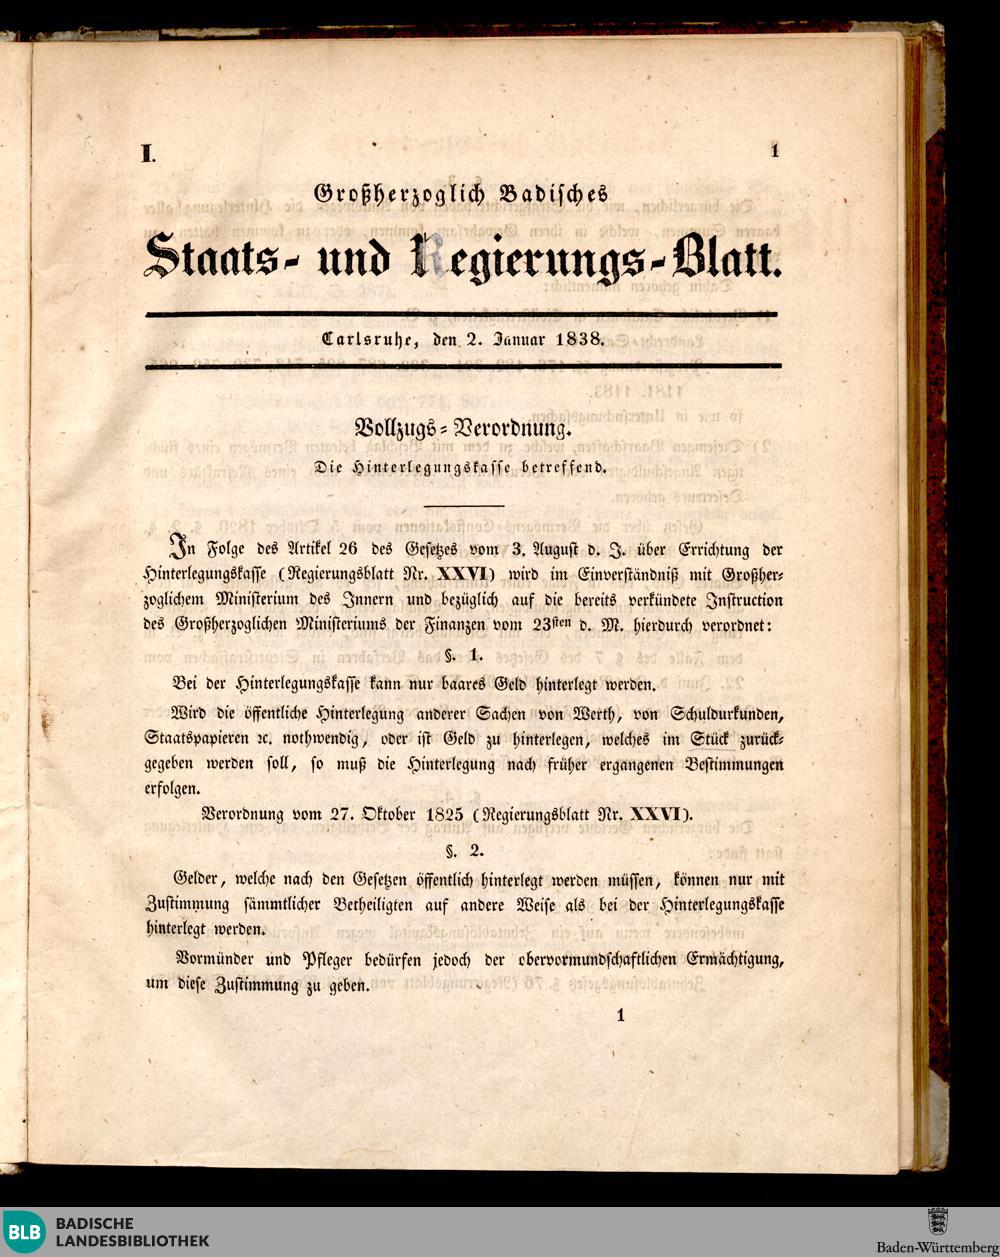 I.
1
Großherzoglich Badisches
Staats- und Regierungs-Blatt.
Carlsruhe, den 2. Januar 1838.
Vollzugs-Verordnung.
Die Hinterlegungskasse betreffend.
In Folge des Artikel 26 des Gesetzes vom 3. August d. J. über Errichtung der
Hinterlegungskasse (Regierungsblatt Nr. XXVI) wird im Einverständniß mit Großher-
zoglichem Ministerium des Innern und bezüglich auf die bereits verkündete Instruction
des Großherzoglichen Ministeriums der Finanzen vom 23sten d. M. hierdurch verordnet:
§. 1.
Bei der Hinterlegungskasse kann nur baares Geld hinterlegt werden.
Wird die öffentliche Hinterlegung anderer Sachen von Werth, von Schuldurkunden,
Staatspapieren ꝛc. nothwendig, oder ist Geld zu hinterlegen, welches im Stück zurück-
gegeben werden soll, so muß die Hinterlegung nach früher ergangenen Bestimmungen
erfolgen.
Verordnung vom 27. Oktober 1825 (Regierungsblatt Nr. XXVI).
§. 2.
Gelder, welche nach den Gesetzen öffentlich hinterlegt werden müssen, können nur mit
Zustimmung sämmtlicher Betheiligten auf andere Weise als bei der Hinterlegungskasse
hinterlegt werden.
Vormünder und Pfleger bedürfen jedoch der obervormundschaftlichen Ermächtigung,
um diese Zustimmung zu geben.
1
BLB BADISCHE
LANDESBIBLIOTHEK
Baden-Württemberg